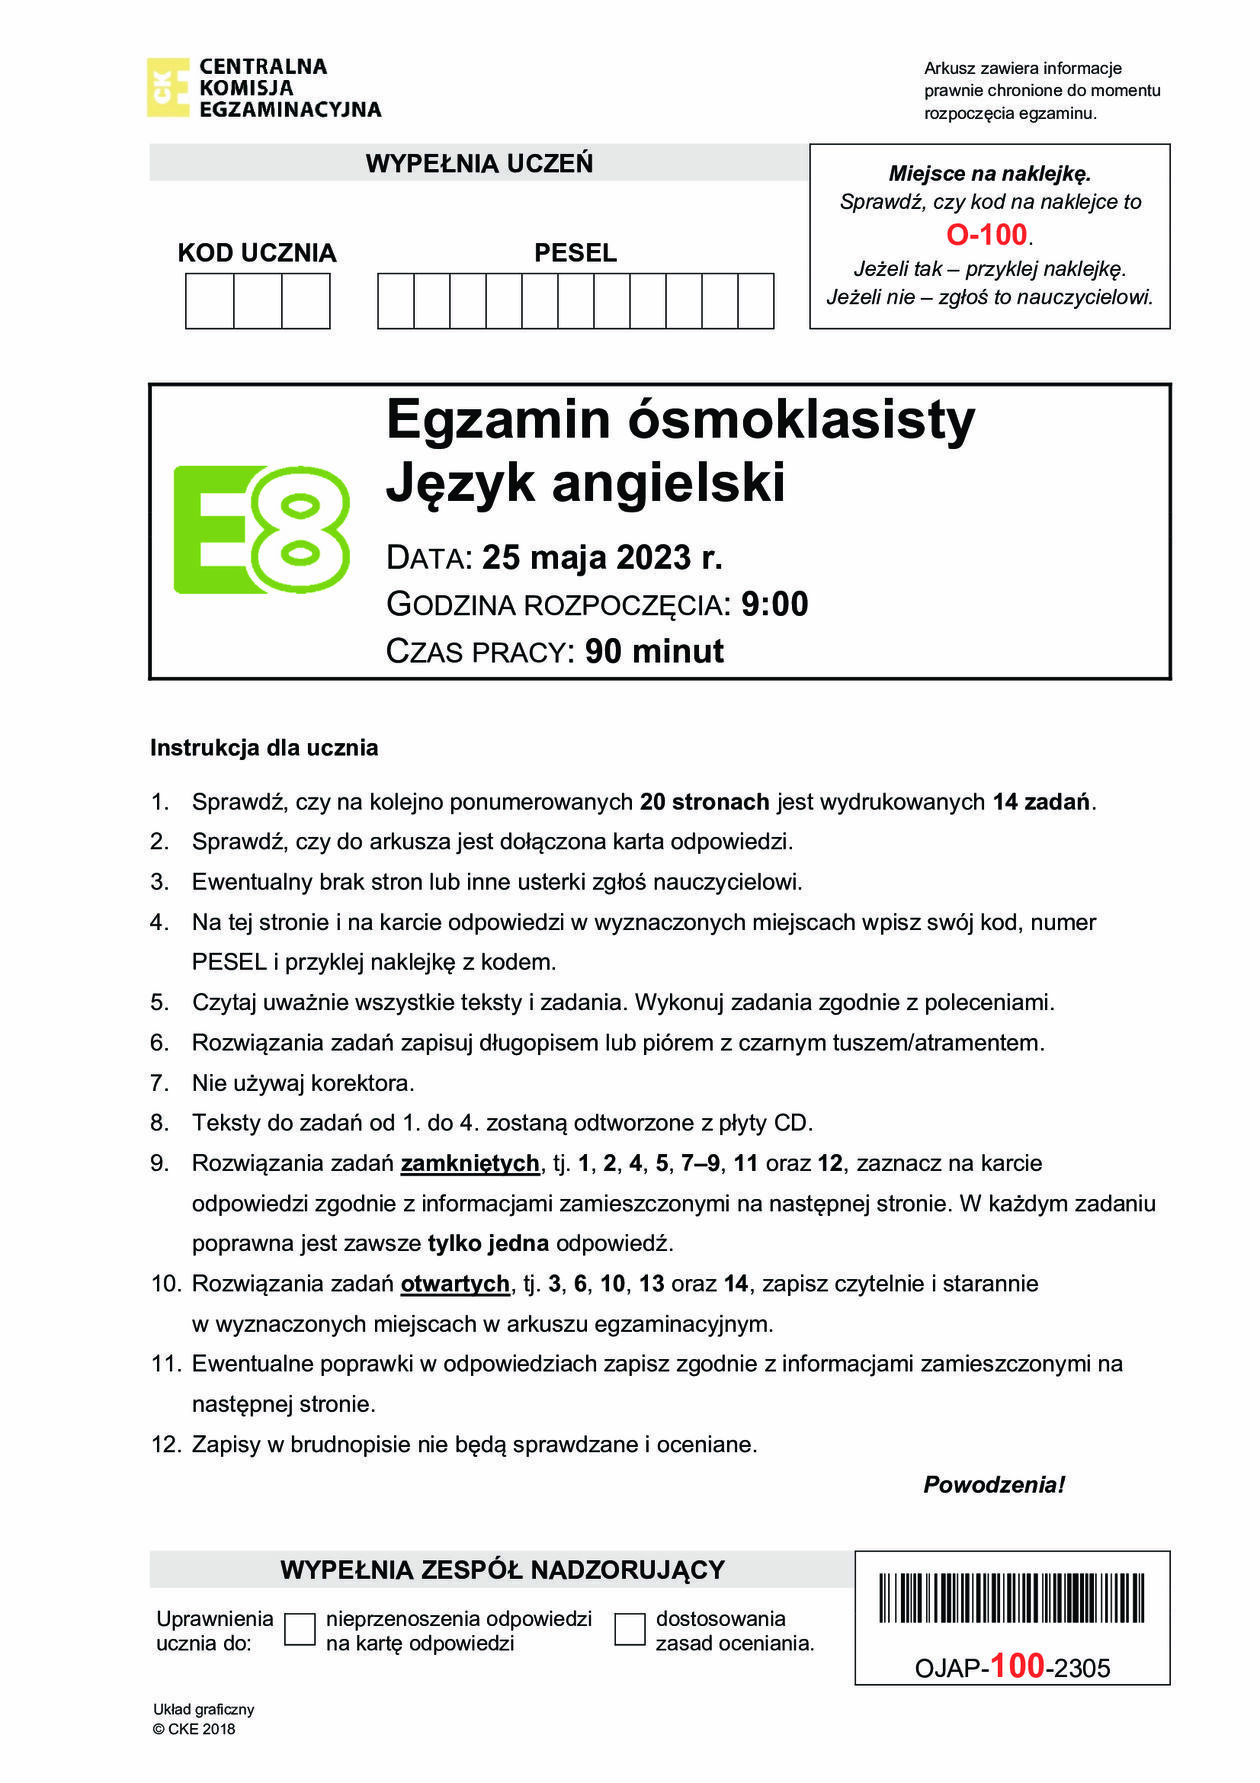 CK
CENTRALNA
KOMISJA
EGZAMINACYJNA
Arkusz zawiera informacje
prawnie chronione do momentu
rozpoczęcia egzaminu.
WYPEŁNIA UCZEŃ
KOD UCZNIA
PESEL
Miejsce na naklejkę.
Sprawdź, czy kod na naklejce to
O-100.
Jeżeli tak – przyklej naklejkę.
Jeżeli nie – zgłoś to nauczycielowi.
E8
Egzamin ósmoklasisty
Język angielski
DATA: 25 maja 2023 r.
GODZINA ROZPOCZĘCIA: 9:00
CZAS PRACY: 90 minut
Instrukcja dla ucznia
1. Sprawdź, czy na kolejno ponumerowanych 20 stronach jest wydrukowanych 14 zadań.
2. Sprawdź, czy do arkusza jest dołączona karta odpowiedzi.
3. Ewentualny brak stron lub inne usterki zgłoś nauczycielowi.
4. Na tej stronie i na karcie odpowiedzi w wyznaczonych miejscach wpisz swój kod, numer
PESEL i przyklej naklejkę z kodem.
5. Czytaj uważnie wszystkie teksty i zadania. Wykonuj zadania zgodnie z poleceniami.
6. Rozwiązania zadań zapisuj długopisem lub piórem z czarnym tuszem/atramentem.
7. Nie używaj korektora.
8. Teksty do zadań od 1. do 4. zostaną odtworzone z płyty CD.
9. Rozwiązania zadań zamkniętych, tj. 1, 2, 4, 5, 7–9, 11 oraz 12, zaznacz na karcie
odpowiedzi zgodnie z informacjami zamieszczonymi na następnej stronie. W każdym zadaniu
poprawna jest zawsze tylko jedna odpowiedź.
10. Rozwiązania zadań otwartych, tj. 3, 6, 10, 13 oraz 14, zapisz czytelnie i starannie
w wyznaczonych miejscach w arkuszu egzaminacyjnym.
11. Ewentualne poprawki w odpowiedziach zapisz zgodnie z informacjami zamieszczonymi na
następnej stronie.
12. Zapisy w brudnopisie nie będą sprawdzane i oceniane.
Powodzenia!
WYPEŁNIA ZESPÓŁ NADZORUJĄCY
Uprawnienia
ucznia do:
nieprzenoszenia odpowiedzi
na kartę odpowiedzi
dostosowania
zasad oceniania.
OJAP-100-2305
Układ graficzny
© CKE 2018